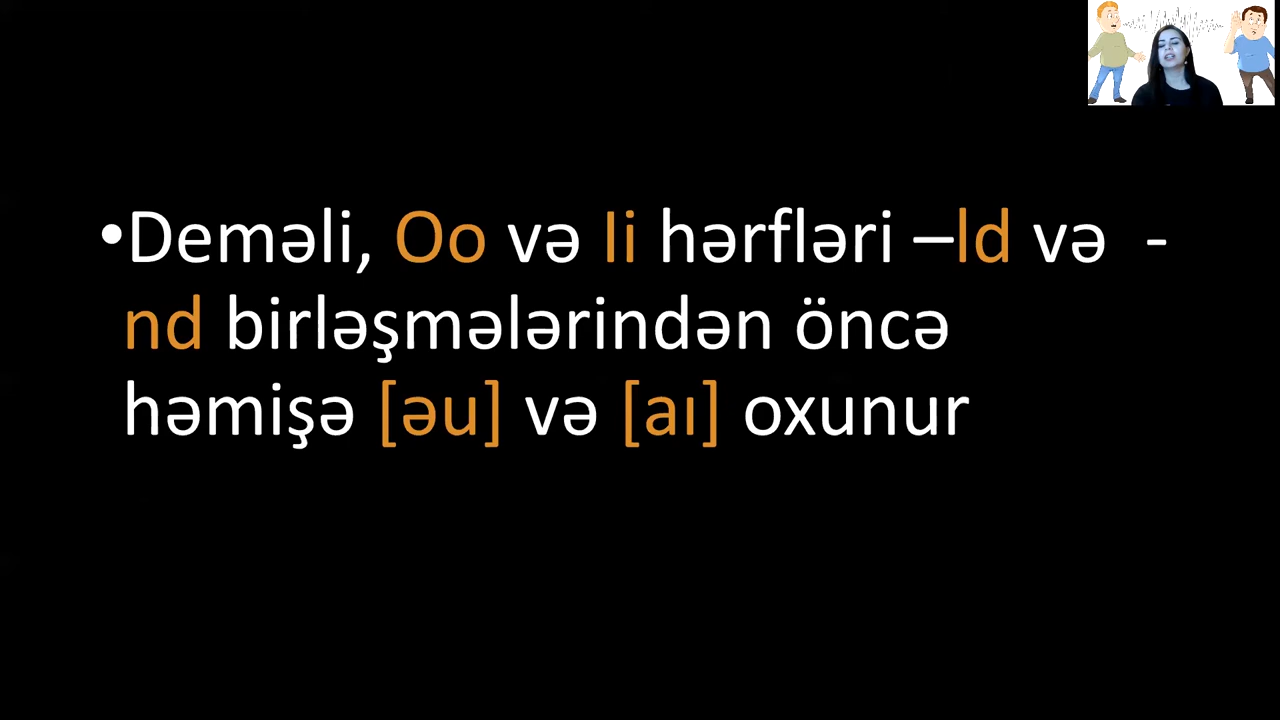 •Deməli, Oo və Ii hərfləri –ld və -
nd birləşmələrindən öncə
həmişə [əu] və [aı] oxunur